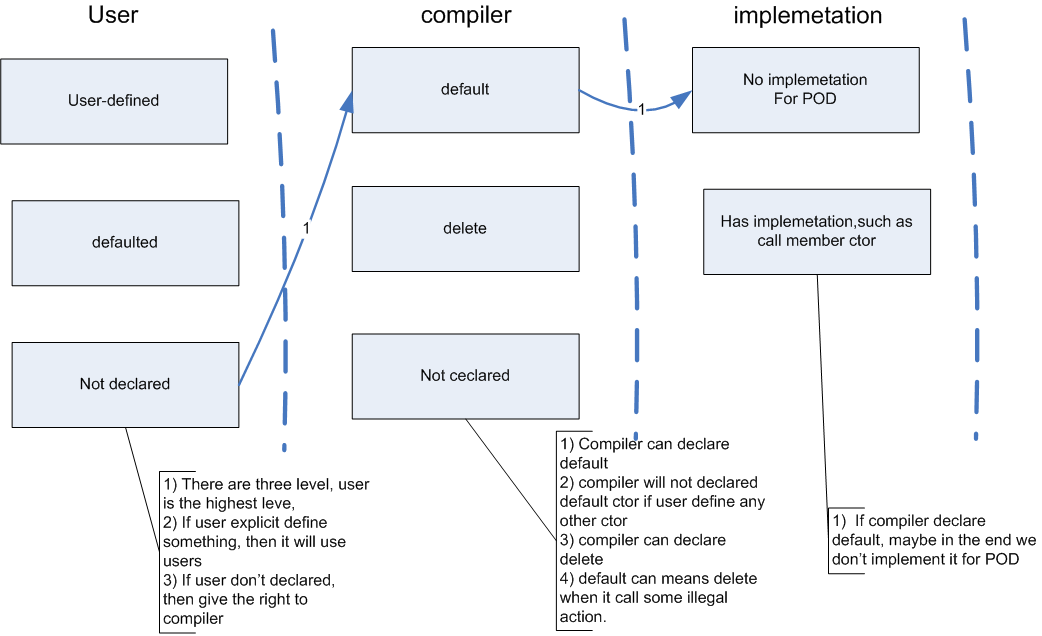 User
compiler
implemetation
User-defined
default
No implemetation
For POD
1
defaulted
1
delete
Has implemetation,such as
call member ctor
Not declared
Not ceclared
1) There are three level, user
is the highest leve,
2) If user explicit define
something, then it will use
users
3) If user don't declared,
then give the right to
compiler
1) Compiler can declare
default
2) compiler will not declared
default ctor if user define any
other ctor
3) compiler can declare
delete
4) default can means delete
when it call some illegal
action.
1) If compiler declare
default, maybe in the end we
don't implement it for POD